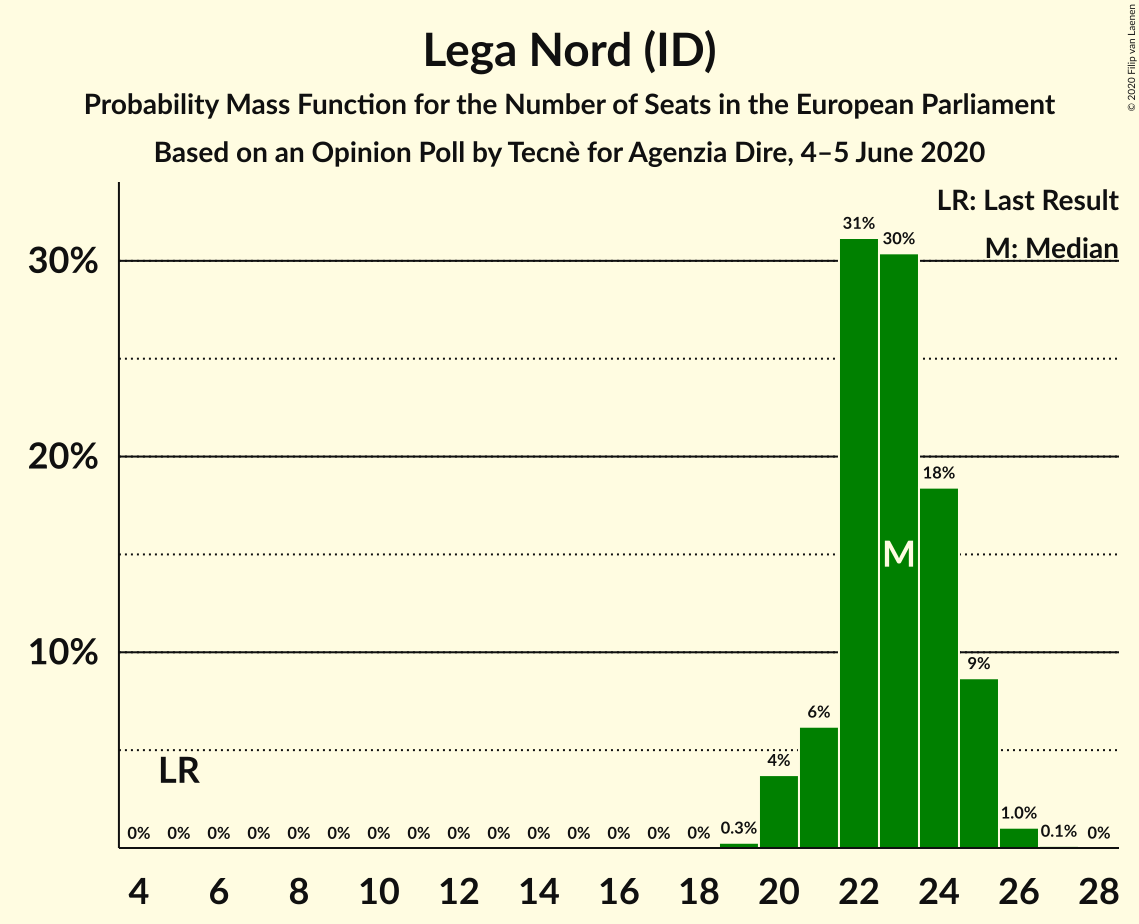 Lega Nord (ID)
Probability Mass Function for the Number of Seats in the European Parliament
Based on an Opinion Poll by Tecnè for Agenzia Dire, 4–5 June 2020
© 2020 Filip van Laenen
LR: Last Result
M: Median
30%
20%
10%
31%
30%
18%
9%
6%
4%
M
LR
0% 0% 0% 0% 0% 0% 0% 0% 0% 0% 0% 0% 0% 0% 0% 0.3% 1.0% 0.1% 0%
4 6 8 10 12 14 16 18 20 22 24 26 28